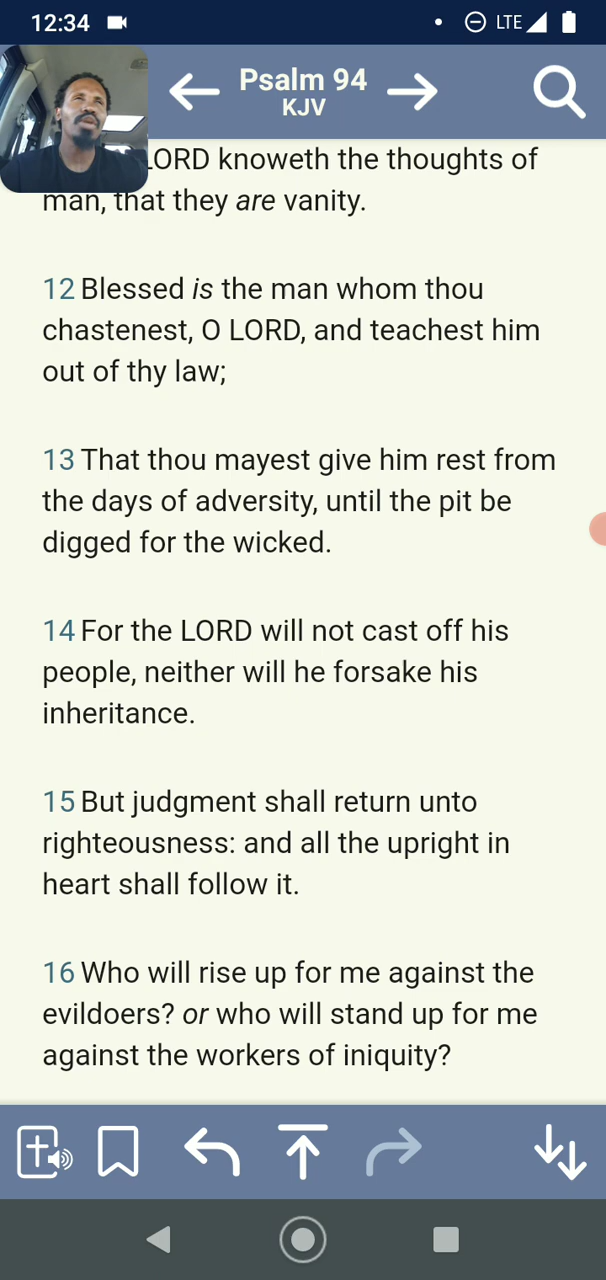 12:34 LTE
Psalm 94
KJV
LORD knoweth the thoughts of
man, that they are vanity.
12 Blessed is the man whom thou
chastenest, O LORD, and teachest him
out of thy law;
13 That thou mayest give him rest from
the days of adversity, until the pit be
digged for the wicked.
14 For the LORD will not cast off his
people, neither will he forsake his
inheritance.
15 But judgment shall return unto
righteousness: and all the upright in
heart shall follow it.
16 Who will rise up for me against the
evildoers? or who will stand up for me
against the workers of iniquity?